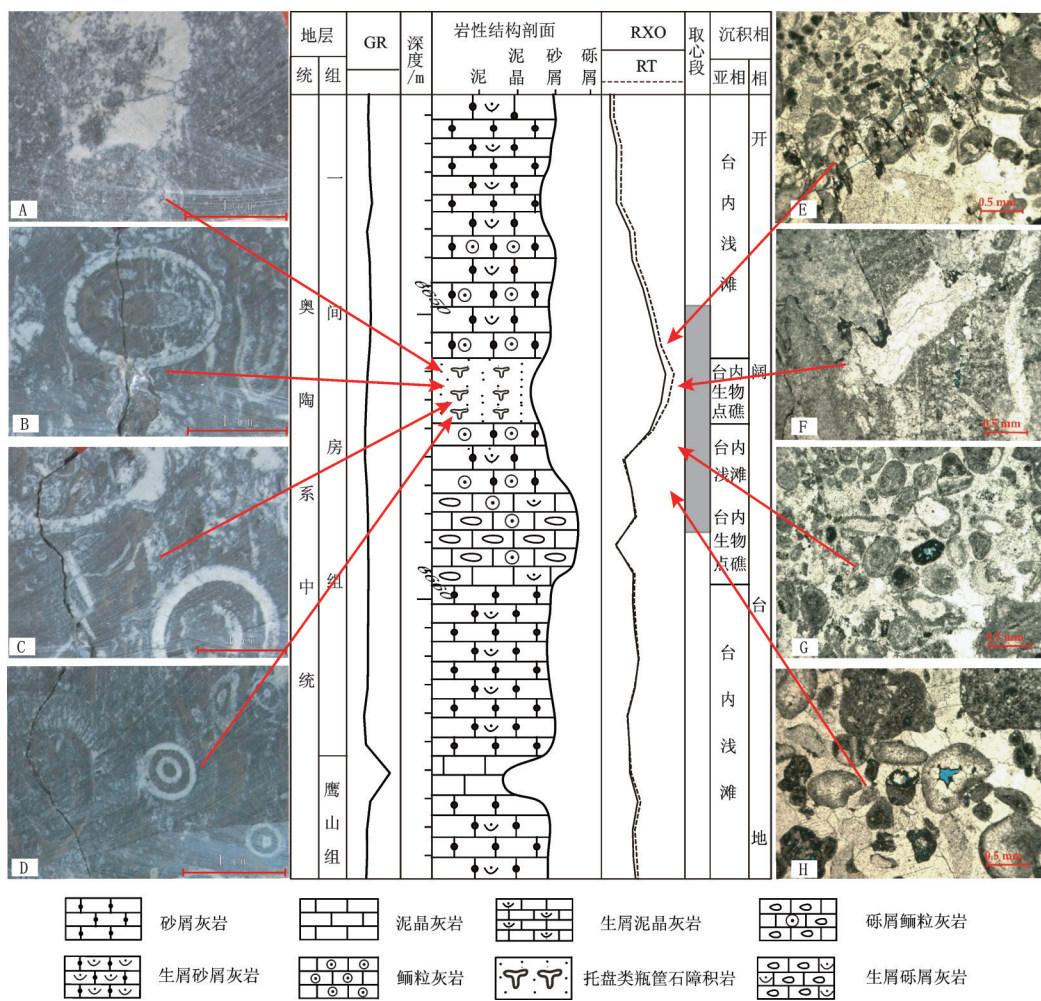 地层
GR
深度/m
岩性结构剖面
RXO
RT
取心段
沉积相
统
组
泥
泥晶
砂屑
砾屑
亚相
相
奥陶系中统
一间房组
鹰山组
6650
6660
台内浅滩
台内生物点礁
台内浅滩
台内生物点礁
台内浅滩
开阔台地
A
1 cm
B
1 cm
C
1 cm
D
1 cm
E
0.5 mm
F
0.5 mm
G
0.5 mm
H
0.5 mm
砂屑灰岩
泥晶灰岩
生屑泥晶灰岩
砾屑鲕粒灰岩
生屑砂屑灰岩
鲕粒灰岩
托盘类瓶筐石障积岩
生屑砾屑灰岩